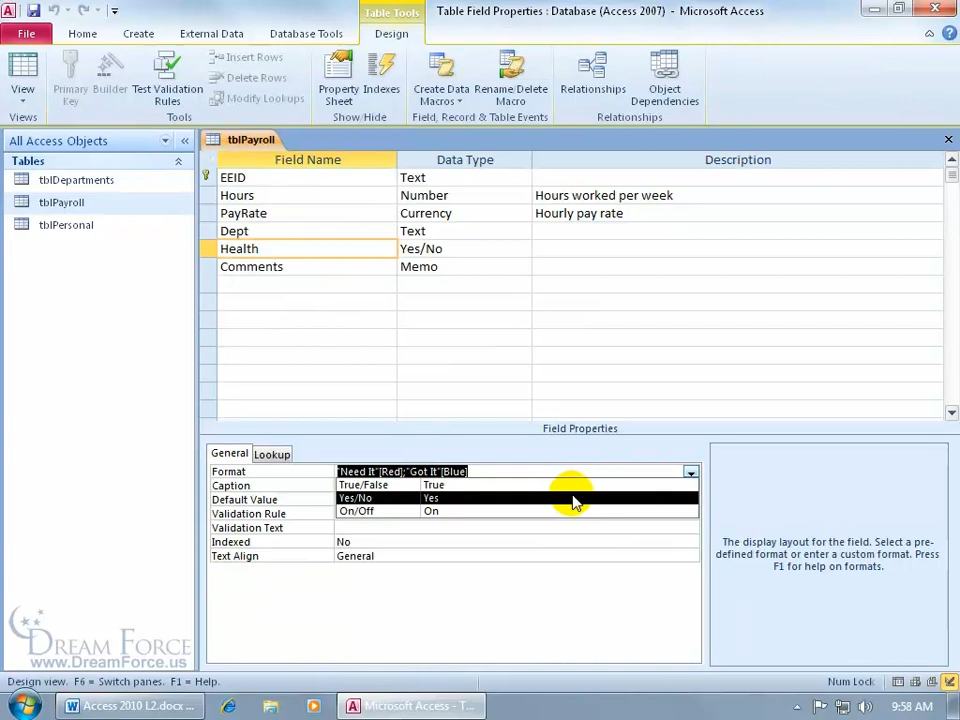 Table Tools
Table Field Properties : Database (Access 2007) - Microsoft Access
File
Home
Create
External Data
Database Tools
Design
View
Primary Key
Builder
Test Validation Rules
Insert Rows
Delete Rows
Modify Lookups
Property Sheet
Indexes
Create Data Macros
Rename/Delete Macro
Relationships
Object Dependencies
Views
Tools
Show/Hide
Field, Record & Table Events
Relationships
All Access Objects
Tables
tblDepartments
tblPayroll
tblPersonal
tblPayroll
Field Name Data Type Description
EEID Text
Hours Number Hours worked per week
PayRate Currency Hourly pay rate
Dept Text
Health Yes/No
Comments Memo
Field Properties
General Lookup
Format "Need It"[Red];"Got It"[Blue]
Caption True/False True
Default Value Yes/No Yes
Validation Rule On/Off On
Validation Text
Indexed No
Text Align General
The display layout for the field. Select a pre-
defined format or enter a custom format. Press
F1 for help on formats.
DREAM FORCE
www.DreamForce.us
Design view. F6 = Switch panels. F1 = Help.
Num Lock
Access 2010 L2.docx ...
Microsoft Access - T...
9:58 AM